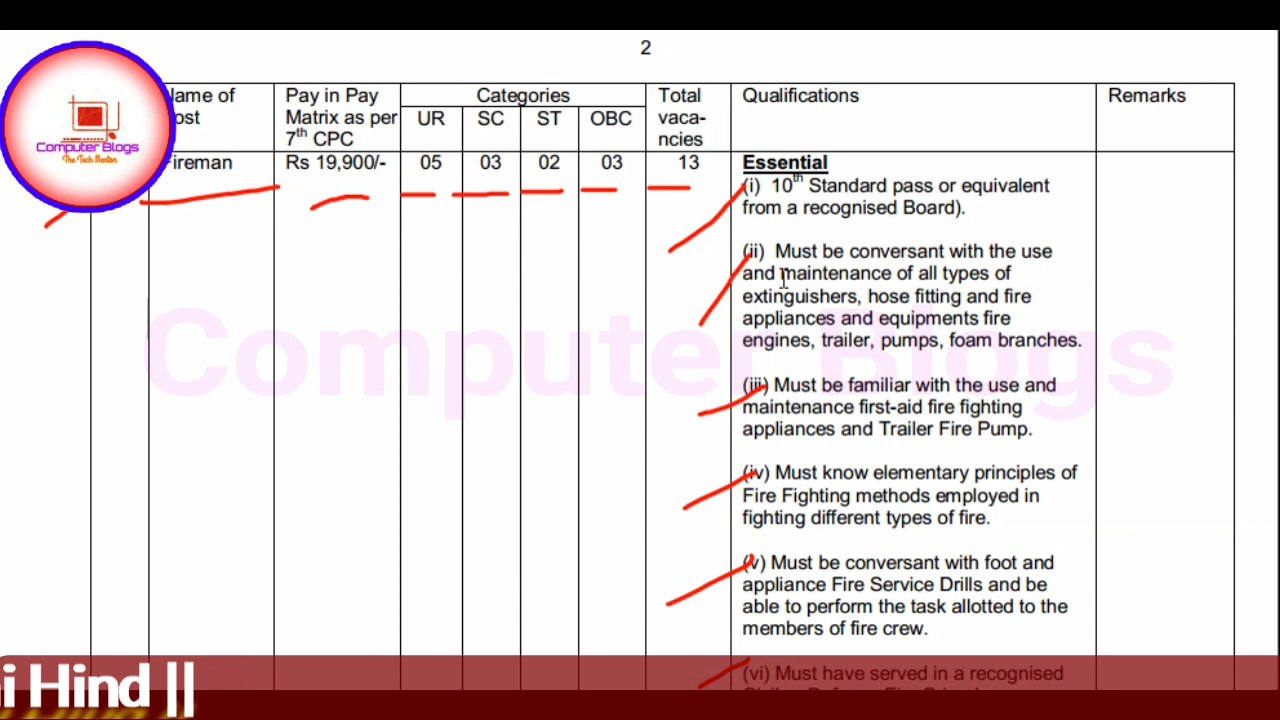 2
Computer Blogs
The Tech Mentor
Name of Post
Pay in Pay Matrix as per 7th CPC
Categories
UR
SC
ST
OBC
Total vaca-ncies
Qualifications
Remarks
Fireman
Rs 19,900/-
05
03
02
03
13
Essential
(i) 10th Standard pass or equivalent
from a recognised Board).
(ii) Must be conversant with the use
and maintenance of all types of
extinguishers, hose fitting and fire
appliances and equipments fire
engines, trailer, pumps, foam branches.
(iii) Must be familiar with the use and
maintenance first-aid fire fighting
appliances and Trailer Fire Pump.
(iv) Must know elementary principles of
Fire Fighting methods employed in
fighting different types of fire.
(v) Must be conversant with foot and
appliance Fire Service Drills and be
able to perform the task allotted to the
members of fire crew.
(vi) Must have served in a recognised
Computer Blogs
Hind ||